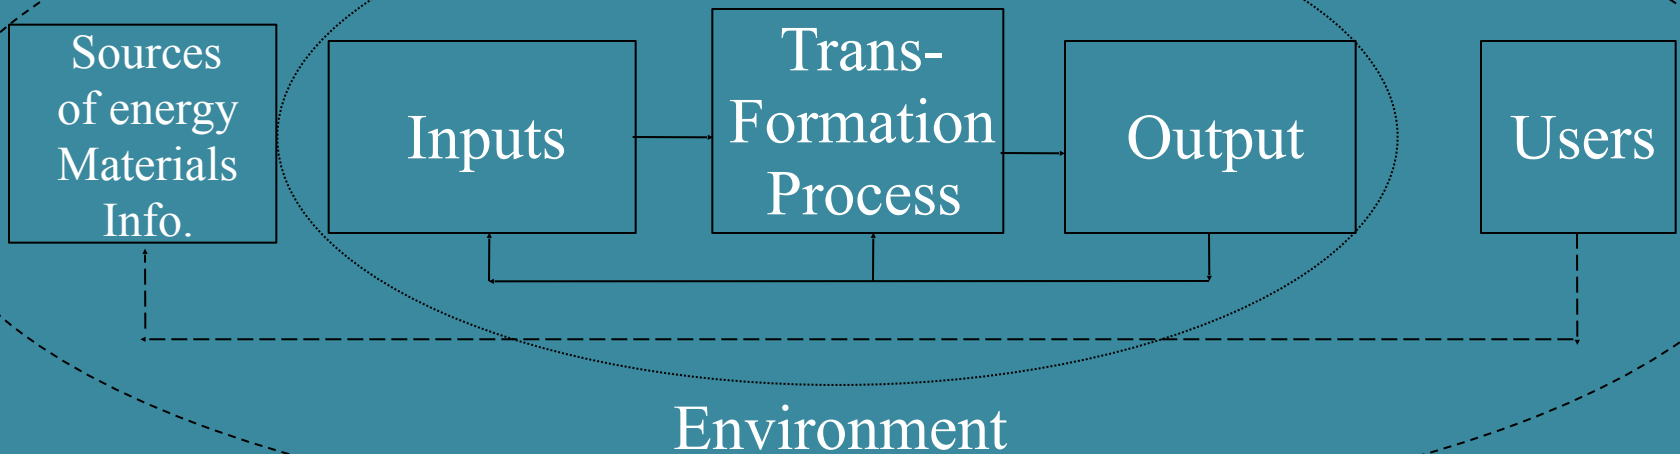 Sources
of energy
Materials
Info.
Inputs
Trans-
Formation
Process
Output
Users
Environment